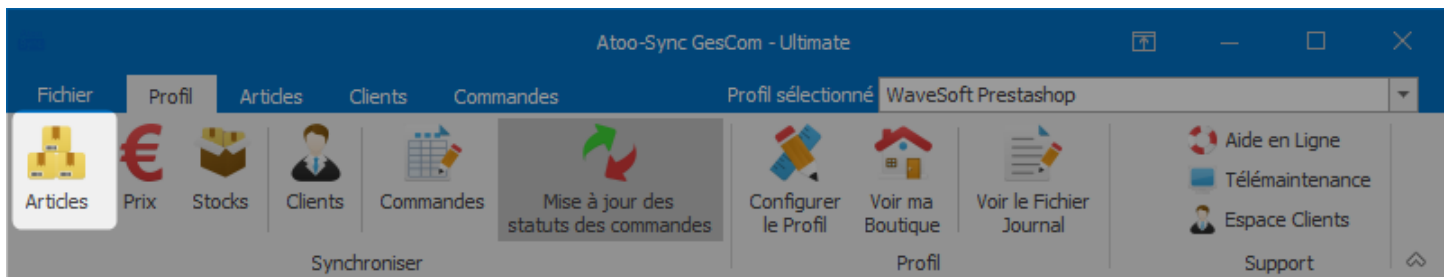 Atoo-Sync GesCom - Ultimate
Fichier Profil Articles Clients Commandes Profil sélectionné WaveSoft Prestashop
Articles Prix Stocks Clients Commandes Mise à jour des statuts des commandes Configurer le Profil Voir ma Boutique Voir le Fichier Journal
Aide en Ligne
Télémaintenance
Espace Clients
Synchroniser Profil Support